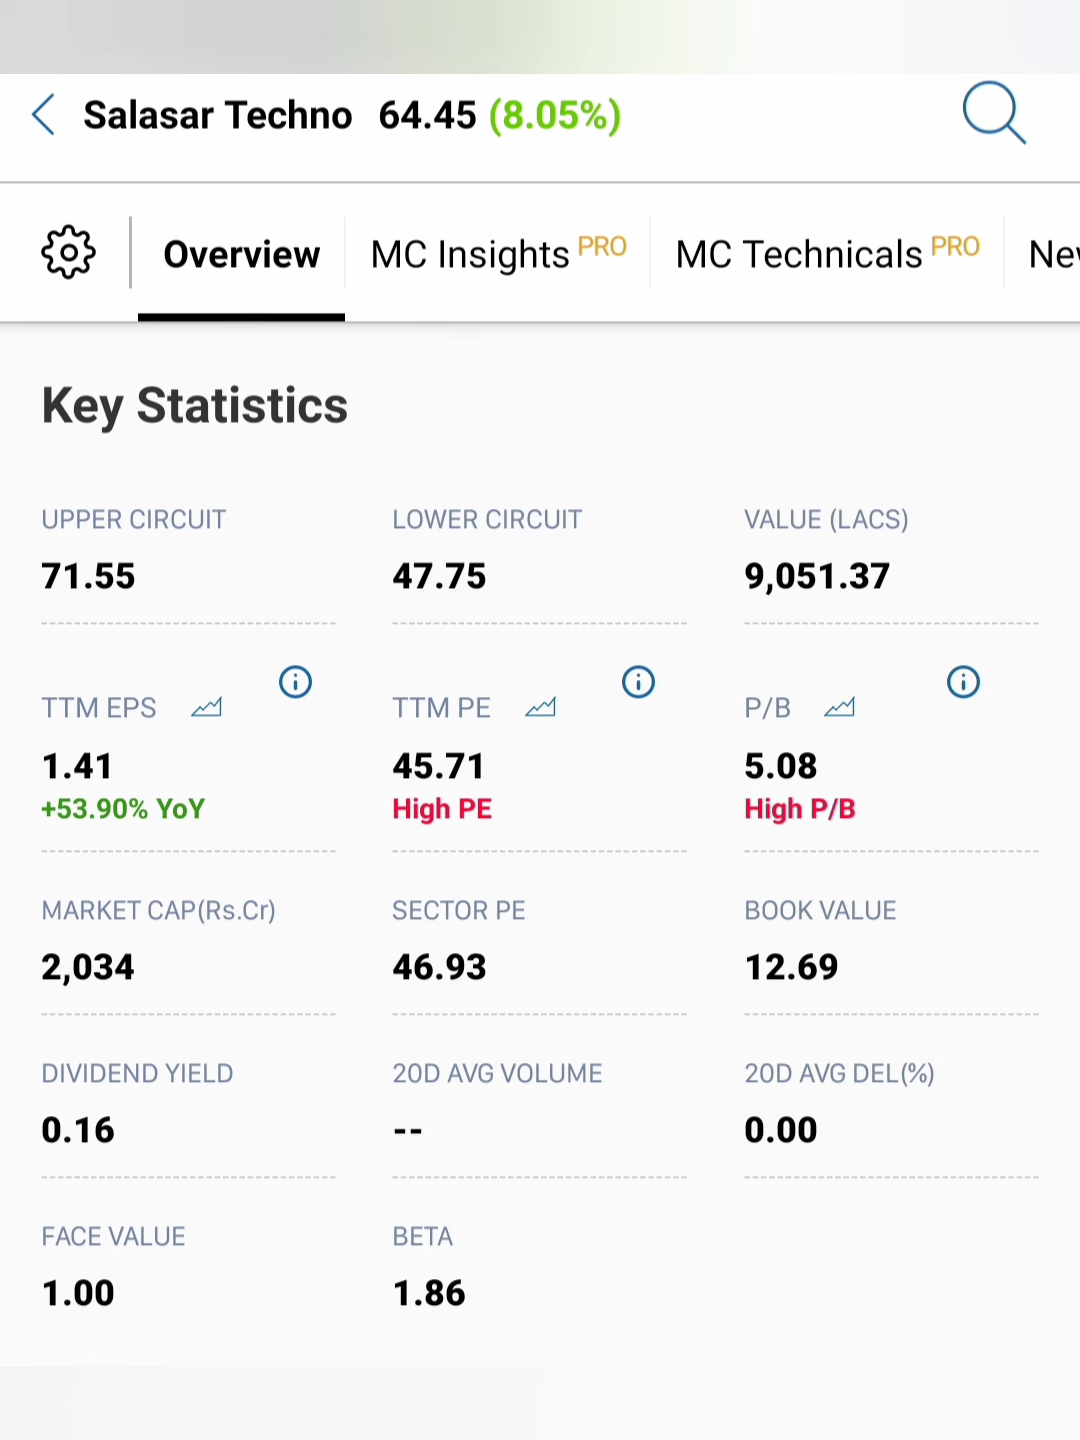 Salasar Techno 64.45 (8.05%)
Overview MC Insights PRO MC Technicals PRO
Key Statistics
UPPER CIRCUIT LOWER CIRCUIT VALUE (LACS)
71.55 47.75 9,051.37
TTM EPS TTM PE P/B
1.41 45.71 5.08
+53.90% YoY High PE High P/B
MARKET CAP(Rs.Cr) SECTOR PE BOOK VALUE
2,034 46.93 12.69
DIVIDEND YIELD 20D AVG VOLUME 20D AVG DEL(%)
0.16 -- 0.00
FACE VALUE BETA
1.00 1.86